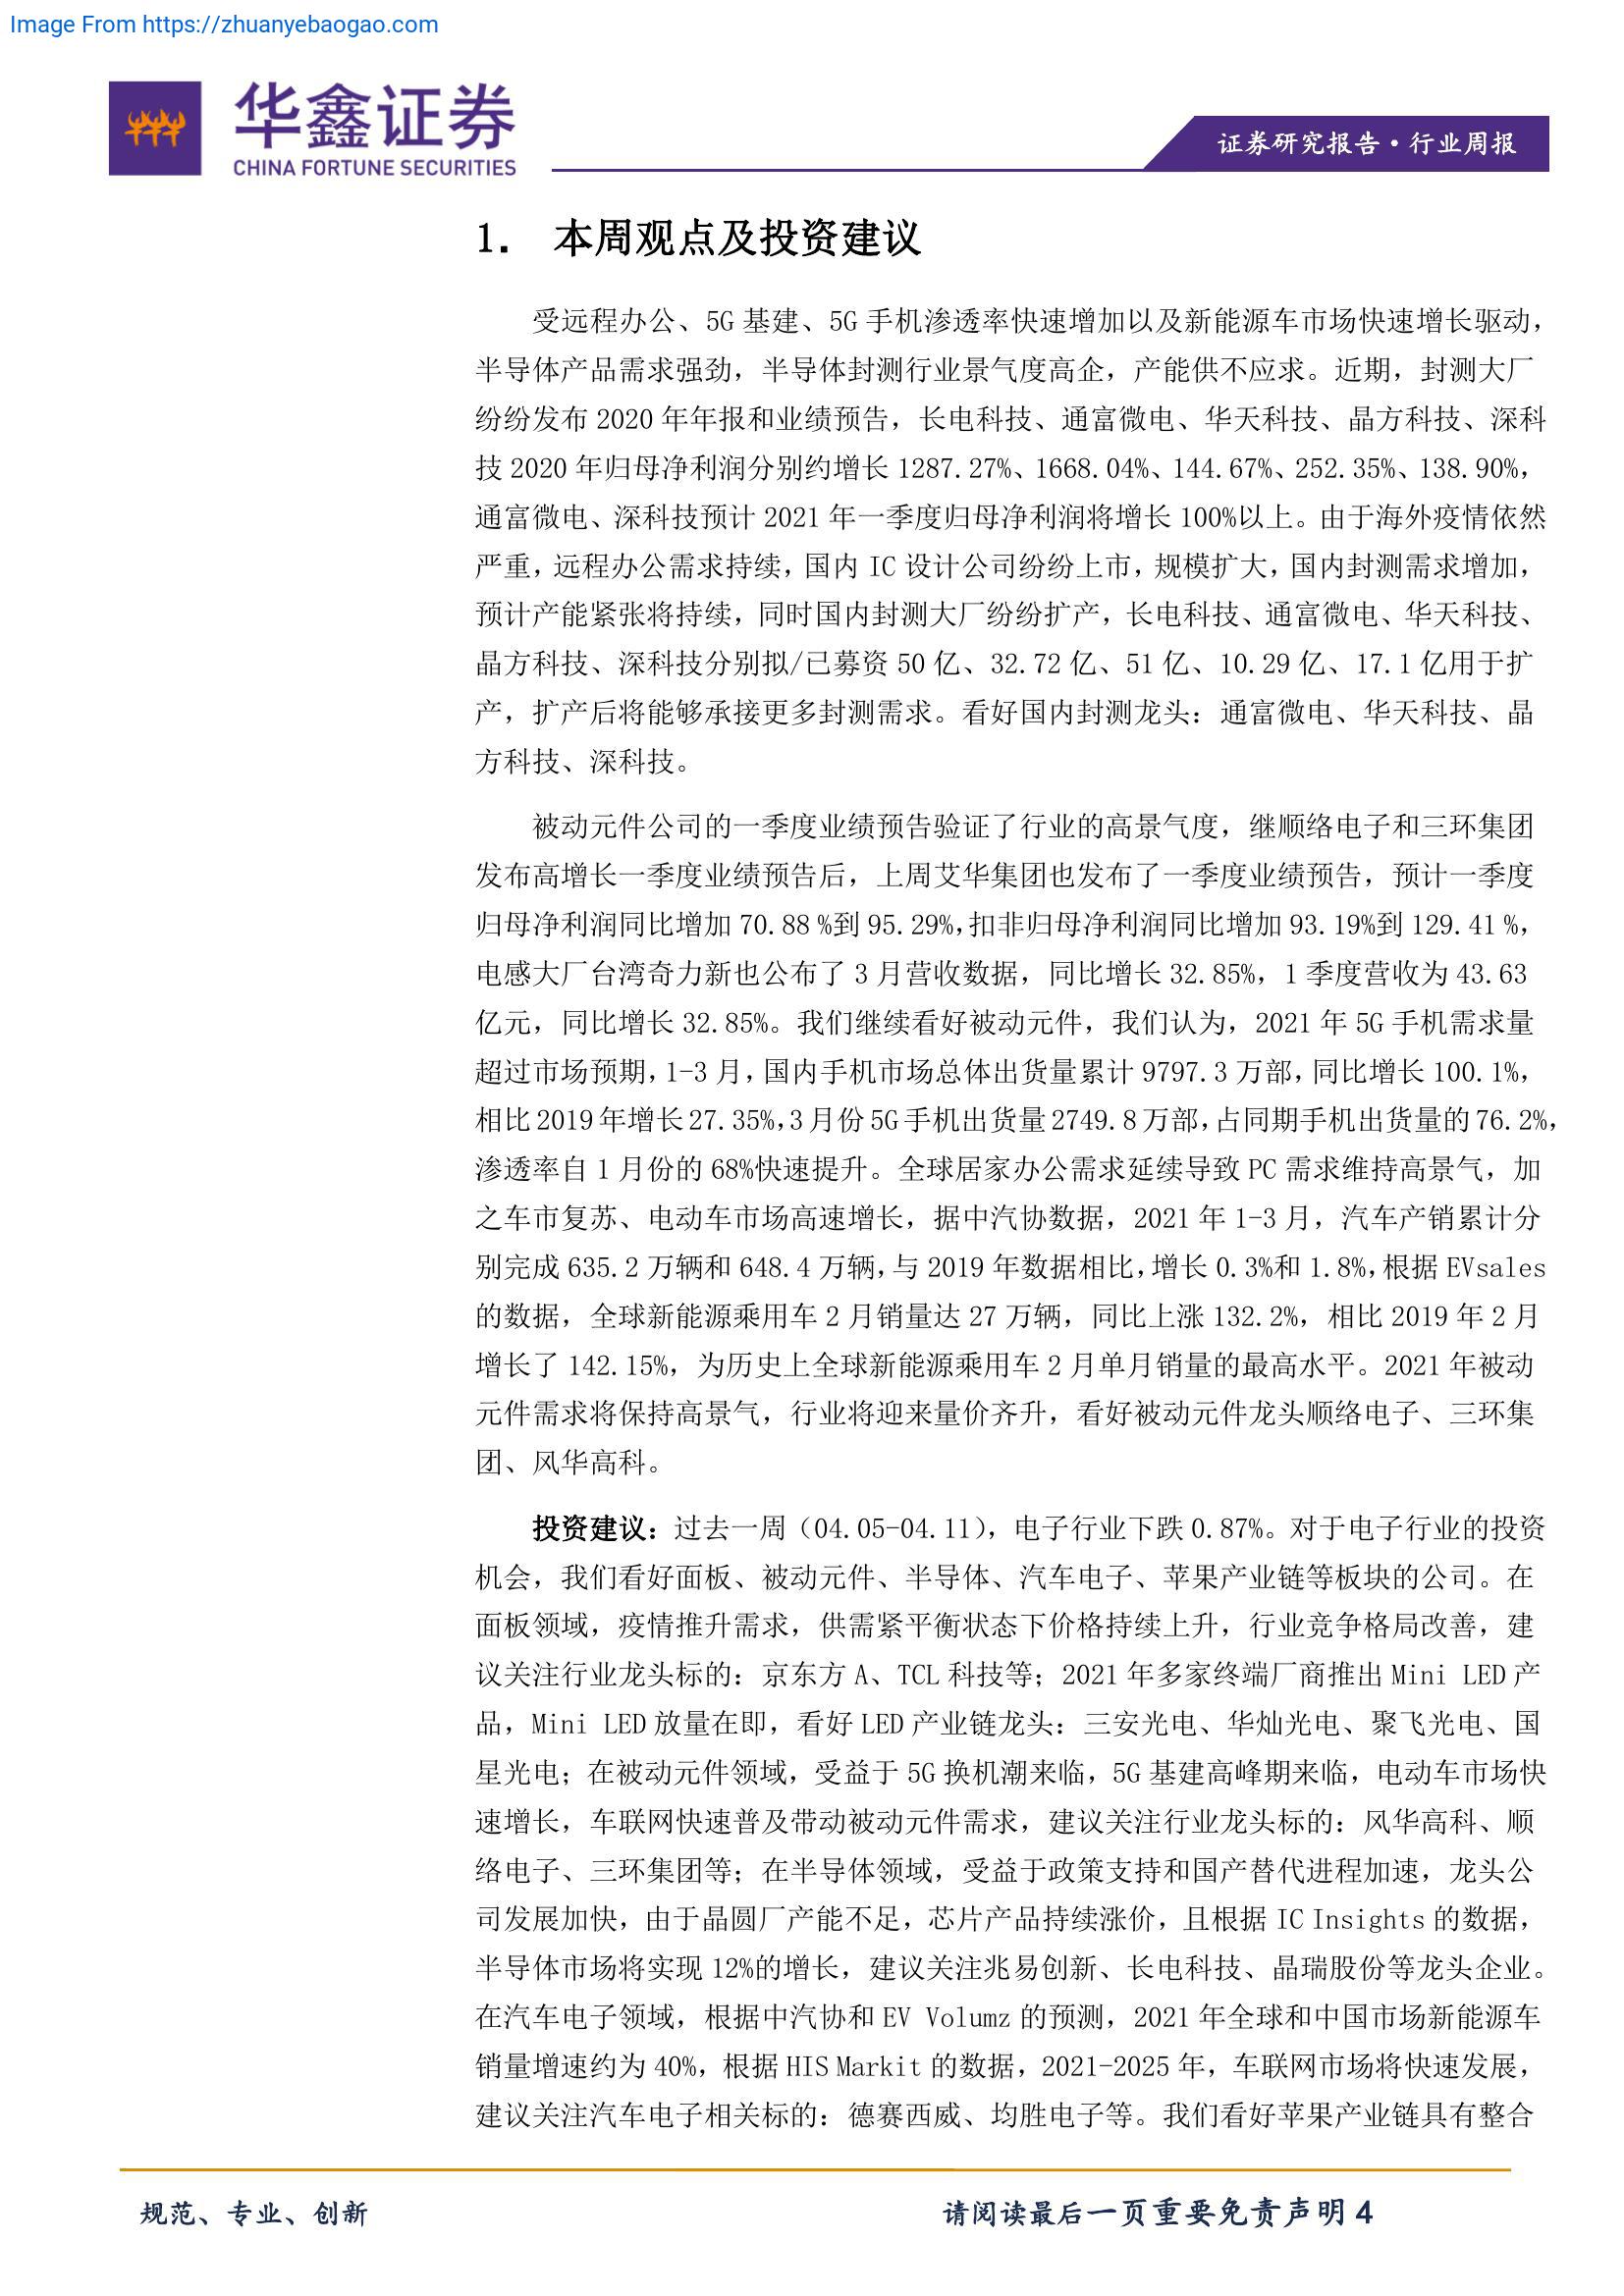 Image From https://zhuanyebaogao.com
华鑫证券
CHINA FORTUNE SECURITIES
证券研究报告·行业周报
1. 本周观点及投资建议
受远程办公、5G 基建、5G 手机渗透率快速增加以及新能源车市场快速增长驱动，
半导体产品需求强劲，半导体封测行业景气度高企，产能供不应求。近期，封测大厂
纷纷发布 2020 年年报和业绩预告，长电科技、通富微电、华天科技、晶方科技、深科
技 2020 年归母净利润分别约增长 1287.27%、1668.04%、144.67%、252.35%、138.90%，
通富微电、深科技预计 2021 年一季度归母净利润将增长 100%以上。由于海外疫情依然
严重，远程办公需求持续，国内 IC 设计公司纷纷上市，规模扩大，国内封测需求增加，
预计产能紧张将持续，同时国内封测大厂纷纷扩产，长电科技、通富微电、华天科技、
晶方科技、深科技分别拟/已募资 50 亿、32.72 亿、51 亿、10.29 亿、17.1 亿用于扩
产，扩产后将能够承接更多封测需求。看好国内封测龙头：通富微电、华天科技、晶
方科技、深科技。
被动元件公司的一季度业绩预告验证了行业的高景气度，继顺络电子和三环集团
发布高增长一季度业绩预告后，上周艾华集团也发布了一季度业绩预告，预计一季度
归母净利润同比增加 70.88 %到 95.29%，扣非归母净利润同比增加 93.19%到 129.41 %，
电感大厂台湾奇力新也公布了 3 月营收数据，同比增长 32.85%，1 季度营收为 43.63
亿元，同比增长 32.85%。我们继续看好被动元件，我们认为，2021 年 5G 手机需求量
超过市场预期，1-3 月，国内手机市场总体出货量累计 9797.3 万部，同比增长 100.1%，
相比 2019 年增长 27.35%，3 月份 5G 手机出货量 2749.8 万部，占同期手机出货量的 76.2%，
渗透率自 1 月份的 68%快速提升。全球居家办公需求延续导致 PC 需求维持高景气，加
之车市复苏、电动车市场高速增长，据中汽协数据，2021 年 1-3 月，汽车产销累计分
别完成 635.2 万辆和 648.4 万辆，与 2019 年数据相比，增长 0.3%和 1.8%，根据 EVsales
的数据，全球新能源乘用车 2 月销量达 27 万辆，同比上涨 132.2%，相比 2019 年 2 月
增长了 142.15%，为历史上全球新能源乘用车 2 月单月销量的最高水平。2021 年被动
元件需求将保持高景气，行业将迎来量价齐升，看好被动元件龙头顺络电子、三环集
团、风华高科。
投资建议：过去一周（04.05-04.11），电子行业下跌 0.87%。对于电子行业的投资
机会，我们看好面板、被动元件、半导体、汽车电子、苹果产业链等板块的公司。在
面板领域，疫情推升需求，供需紧平衡状态下价格持续上升，行业竞争格局改善，建
议关注行业龙头标的：京东方 A、TCL 科技等；2021 年多家终端厂商推出 Mini LED 产
品，Mini LED 放量在即，看好 LED 产业链龙头：三安光电、华灿光电、聚飞光电、国
星光电；在被动元件领域，受益于 5G 换机潮来临，5G 基建高峰期来临，电动车市场快
速增长，车联网快速普及带动被动元件需求，建议关注行业龙头标的：风华高科、顺
络电子、三环集团等；在半导体领域，受益于政策支持和国产替代进程加速，龙头公
司发展加快，由于晶圆厂产能不足，芯片产品持续涨价，且根据 IC Insights 的数据，
半导体市场将实现 12%的增长，建议关注兆易创新、长电科技、晶瑞股份等龙头企业。
在汽车电子领域，根据中汽协和 EV Volumz 的预测，2021 年全球和中国市场新能源车
销量增速约为 40%，根据 HIS Markit 的数据，2021-2025 年，车联网市场将快速发展，
建议关注汽车电子相关标的：德赛西威、均胜电子等。我们看好苹果产业链具有整合
规范、专业、创新
请阅读最后一页重要免责声明 4